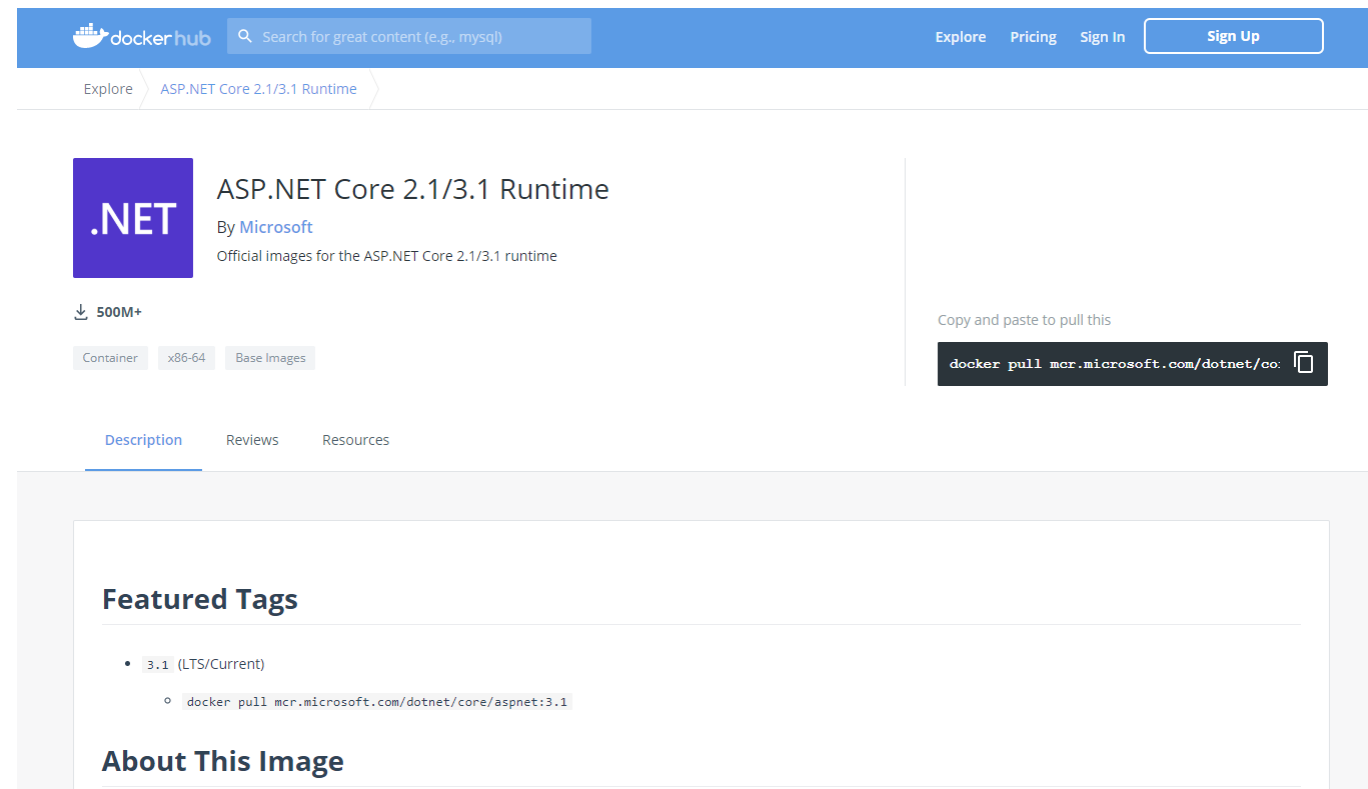 docker hub
Search for great content (e.g., mysql)
Explore Pricing Sign In Sign Up
Explore ASP.NET Core 2.1/3.1 Runtime
.NET
ASP.NET Core 2.1/3.1 Runtime
By Microsoft
Official images for the ASP.NET Core 2.1/3.1 runtime
500M+
Container x86-64 Base Images
Copy and paste to pull this
docker pull mcr.microsoft.com/dotnet/co
Description Reviews Resources
Featured Tags
3.1 (LTS/Current)
docker pull mcr.microsoft.com/dotnet/core/aspnet:3.1
About This Image